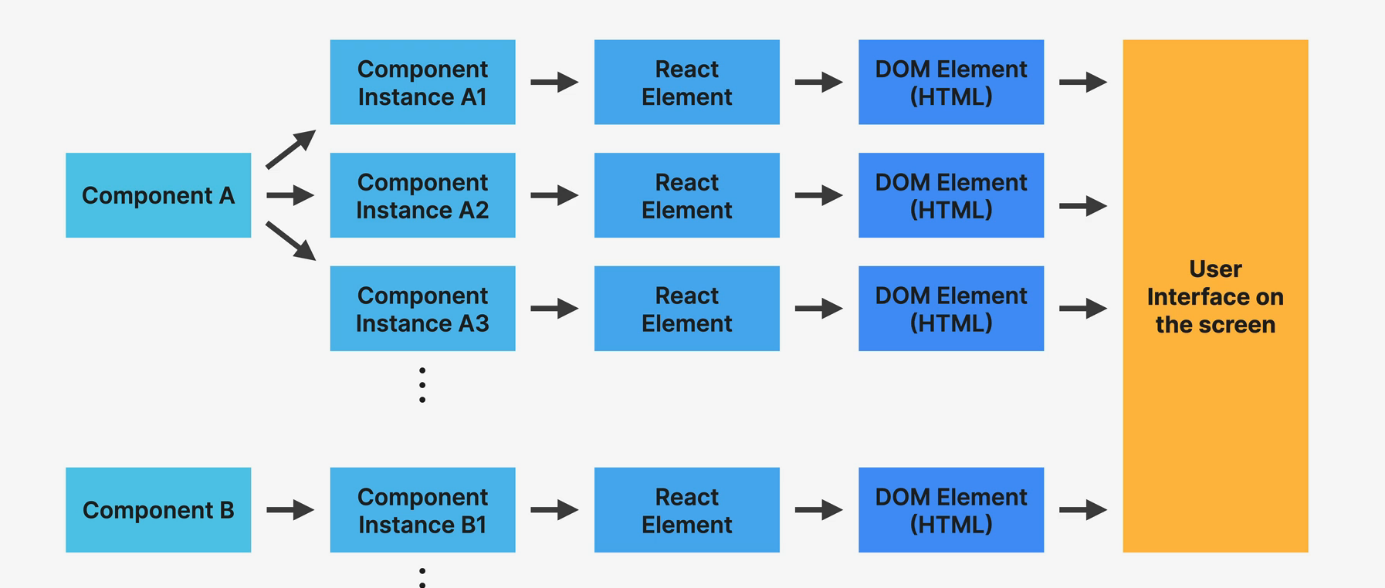 Component
Instance A1
React
Element
DOM Element
(HTML)
Component A
Component
Instance A2
React
Element
DOM Element
(HTML)
Component
Instance A3
React
Element
DOM Element
(HTML)
User
Interface on
the screen
Component B
Component
Instance B1
React
Element
DOM Element
(HTML)